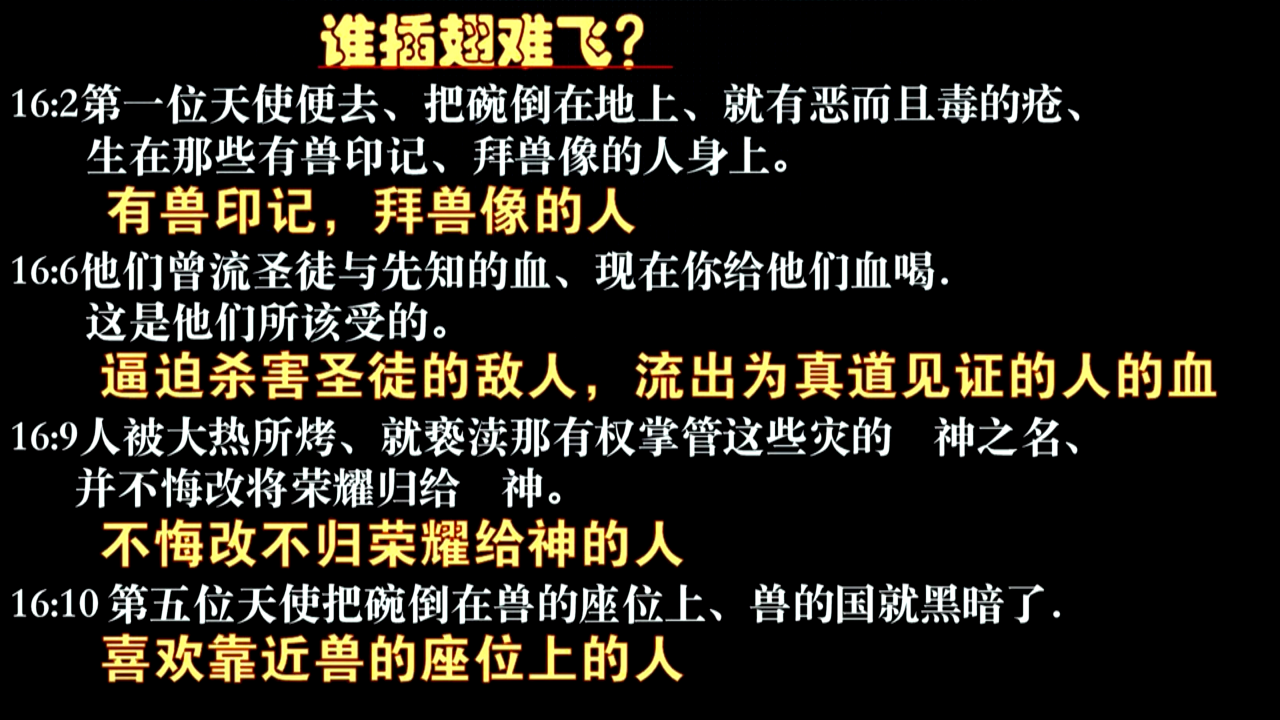 谁插翅难飞？
16:2第一位天使便去、把碗倒在地上、就有恶而且毒的疮、
生在那些有兽印记、拜兽像的人身上。
有兽印记，拜兽像的人
16:6他们曾流圣徒与先知的血、现在你给他们血喝.
这是他们所该受的。
逼迫杀害圣徒的敌人，流出为真道见证的人的血
16:9人被大热所烤、就亵渎那有权掌管这些灾的　神之名、
并不悔改将荣耀归给　神。
不悔改不归荣耀给神的人
16:10 第五位天使把碗倒在兽的座位上、兽的国就黑暗了.
喜欢靠近兽的座位上的人